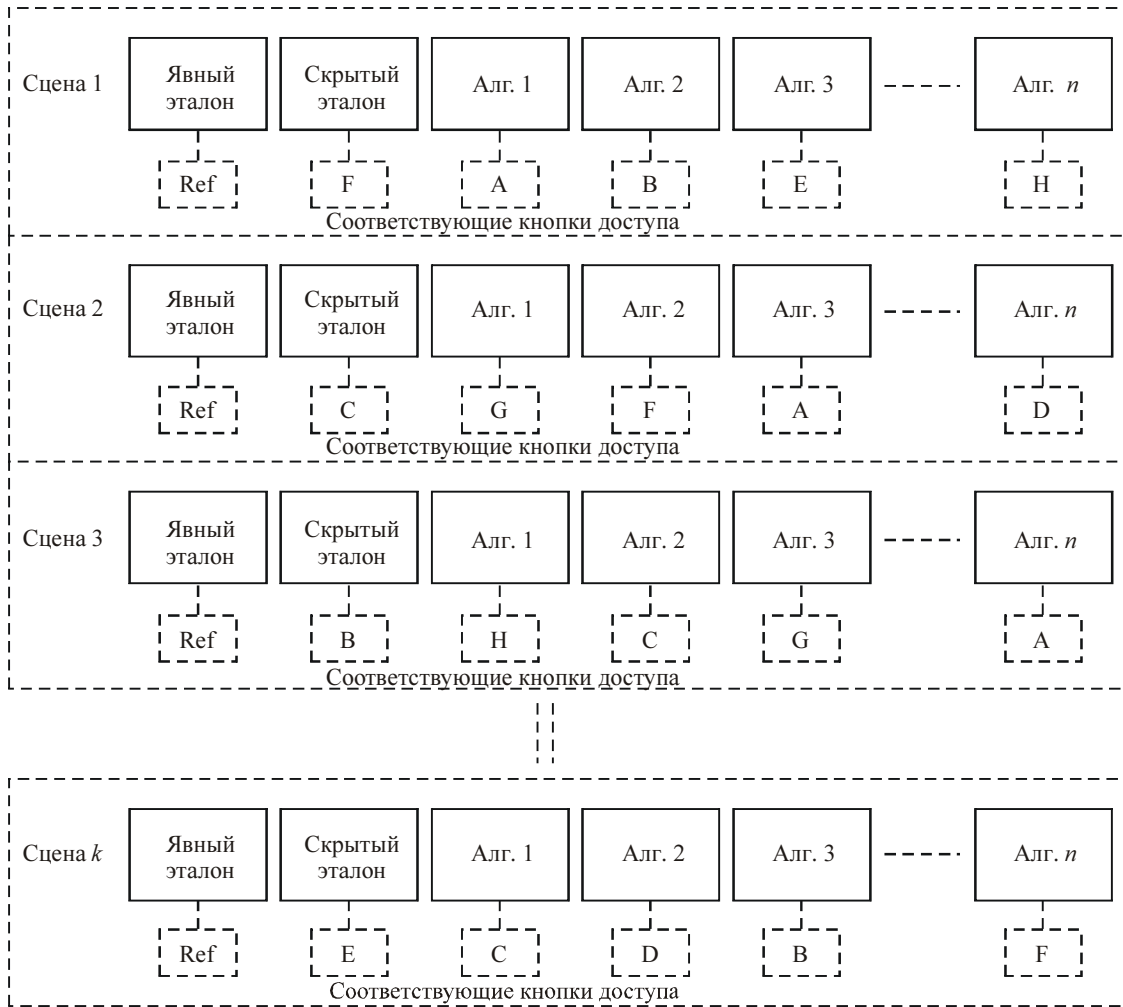 Сцена 1
Явный
эталон
Скрытый
эталон
Алг. 1
Алг. 2
Алг. 3
Алг. n
Ref
F
A
B
E
H
Соответствующие кнопки доступа
Сцена 2
Явный
эталон
Скрытый
эталон
Алг. 1
Алг. 2
Алг. 3
Алг. n
Ref
C
G
F
A
D
Соответствующие кнопки доступа
Сцена 3
Явный
эталон
Скрытый
эталон
Алг. 1
Алг. 2
Алг. 3
Алг. n
Ref
B
H
C
G
A
Соответствующие кнопки доступа
Сцена k
Явный
эталон
Скрытый
эталон
Алг. 1
Алг. 2
Алг. 3
Алг. n
Ref
E
C
D
B
F
Соответствующие кнопки доступа